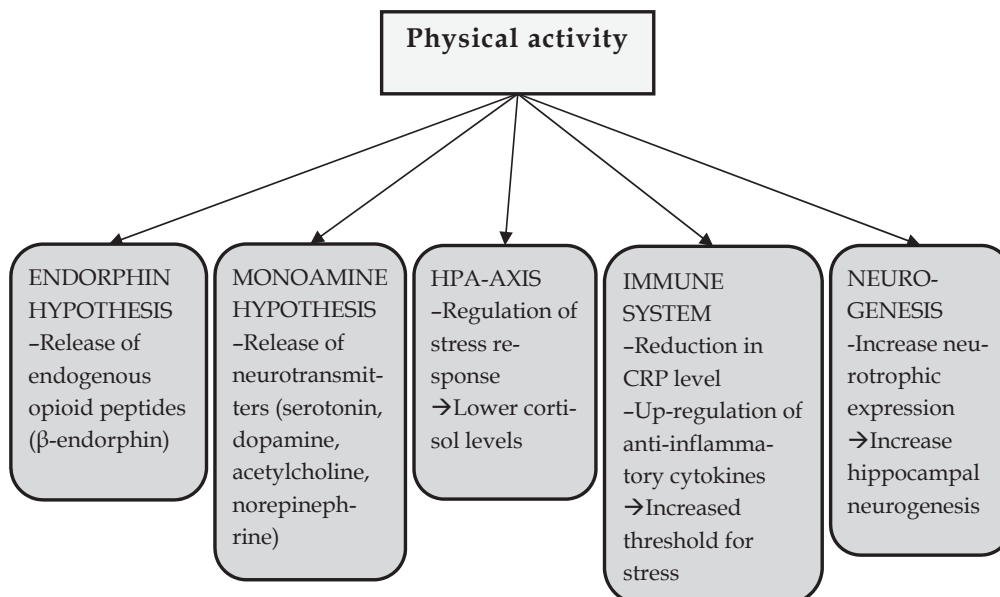 Physical activity
ENDORPHIN
HYPOTHESIS
–Release of
endogenous
opioid peptides
(β-endorphin)
MONOAMINE
HYPOTHESIS
–Release of
neurotransmit-
ters (serotonin,
dopamine,
acetylcholine,
norepineph-
rine)
HPA-AXIS
–Regulation of
stress re-
sponse
→Lower corti-
sol levels
IMMUNE
SYSTEM
–Reduction in
CRP level
–Up-regulation of
anti-inflamma-
tory cytokines
→Increased
threshold for
stress
NEURO-
GENESIS
-Increase neu-
rotrophic
expression
→Increase
hippocampal
neurogenesis